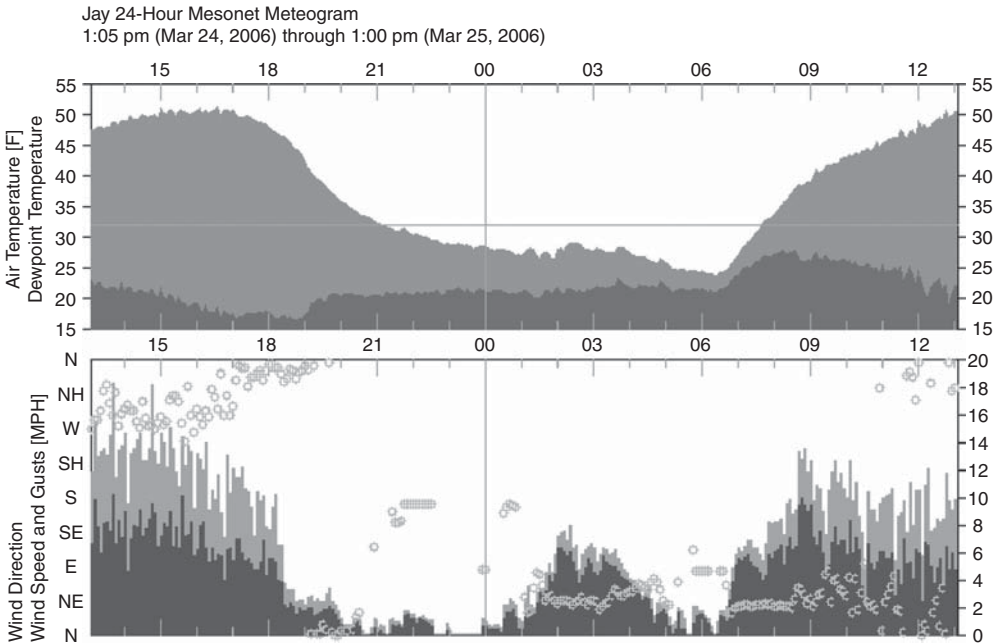 Jay 24-Hour Mesonet Meteogram
1:05 pm (Mar 24, 2006) through 1:00 pm (Mar 25, 2006)
15 18 21 00 03 06 09 12
Air Temperature [F]
Dewpoint Temperature
55 55
50 50
45 45
40 40
35 35
30 30
25 25
20 20
15 15
15 18 21 00 03 06 09 12
Wind Direction
Wind Speed and Gusts [MPH]
N 20
18
NH
16
W
14
SH
12
S 10
SE 8
6
E
4
NE
2
N 0